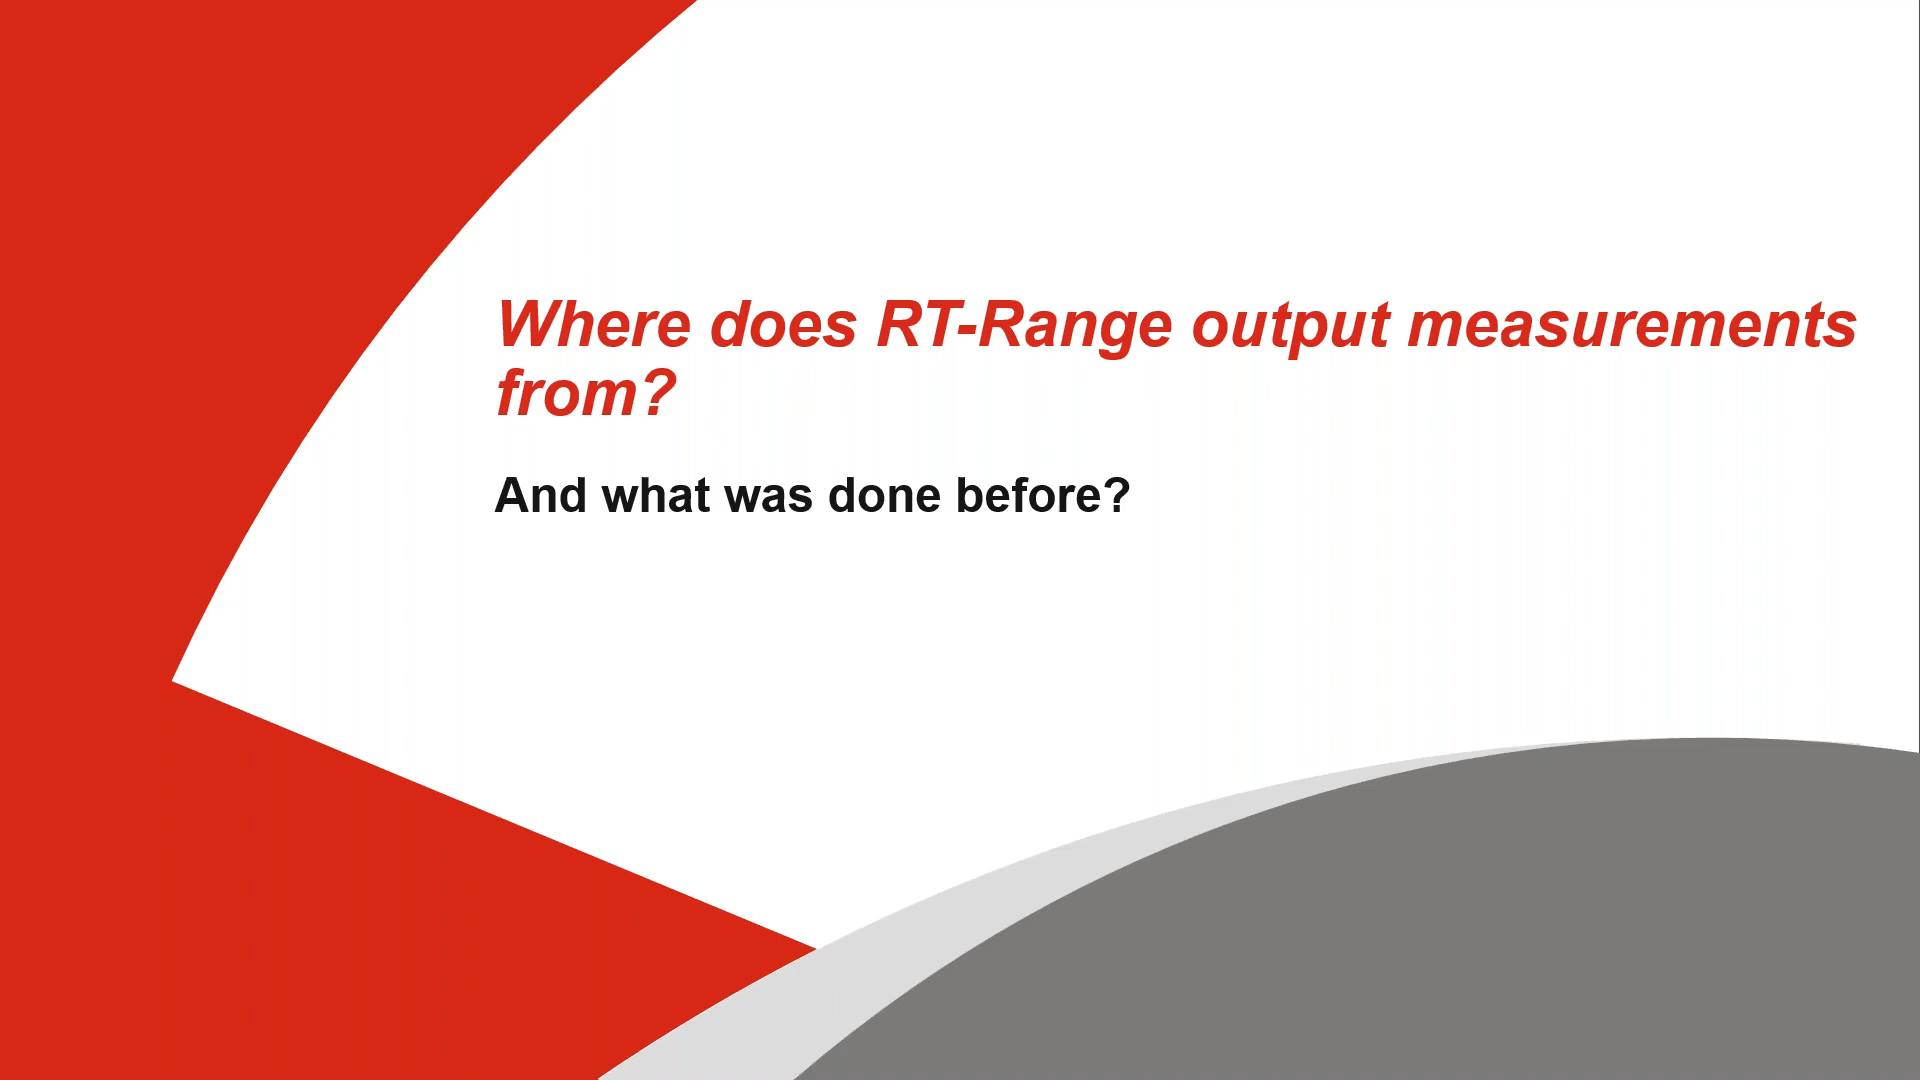 Where does RT-Range output measurements
from?
And what was done before?